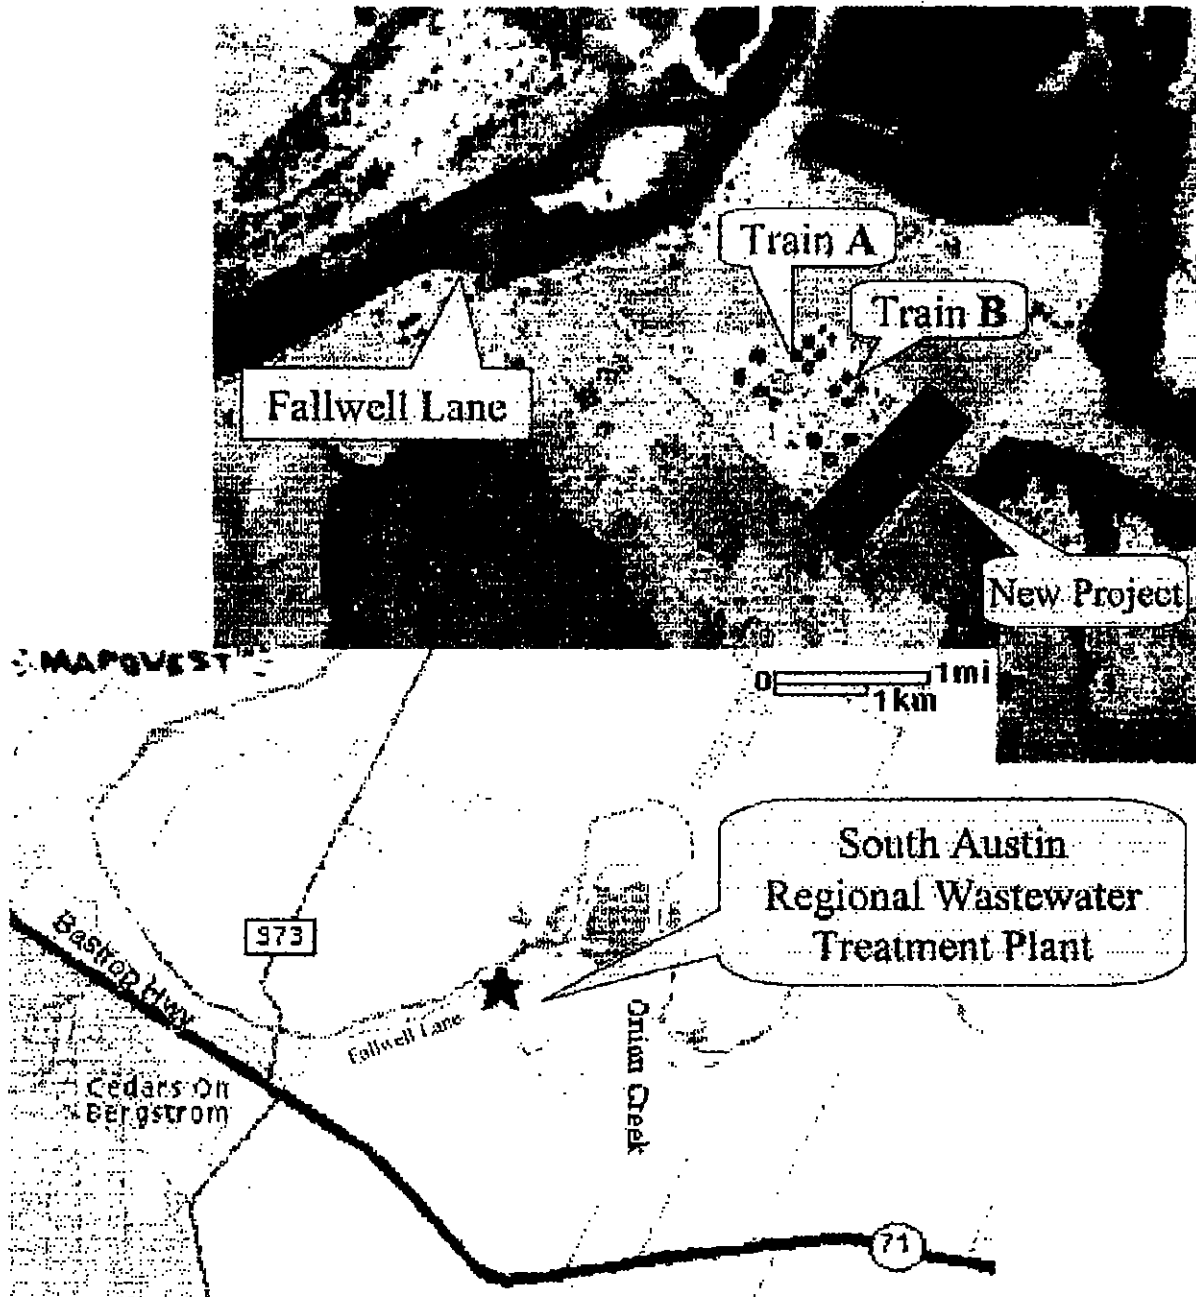 Train A
Train B
Fallwell Lane
New Project
MAPQUEST
0 1mi
1km
South Austin
Regional Wastewater
Treatment Plant
973
Bastrop Hwy
Fallwell Lane
Onion Creek
Cedars On
Bergstrom
71